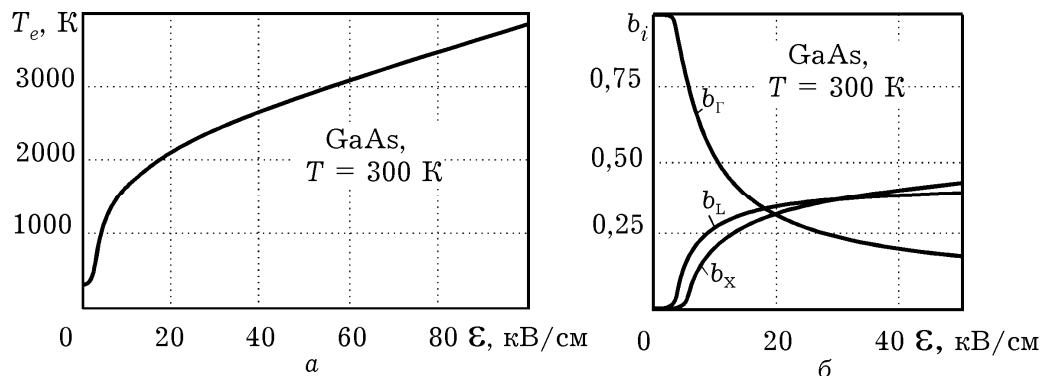 T_e, К
3000
2000
1000
0
20
40
60
80
ε, кВ/см
GaAs,
T = 300 К
а
b_i
0,75
0,50
0,25
0
20
40
ε, кВ/см
GaAs,
T = 300 К
b_Γ
b_L
b_X
б